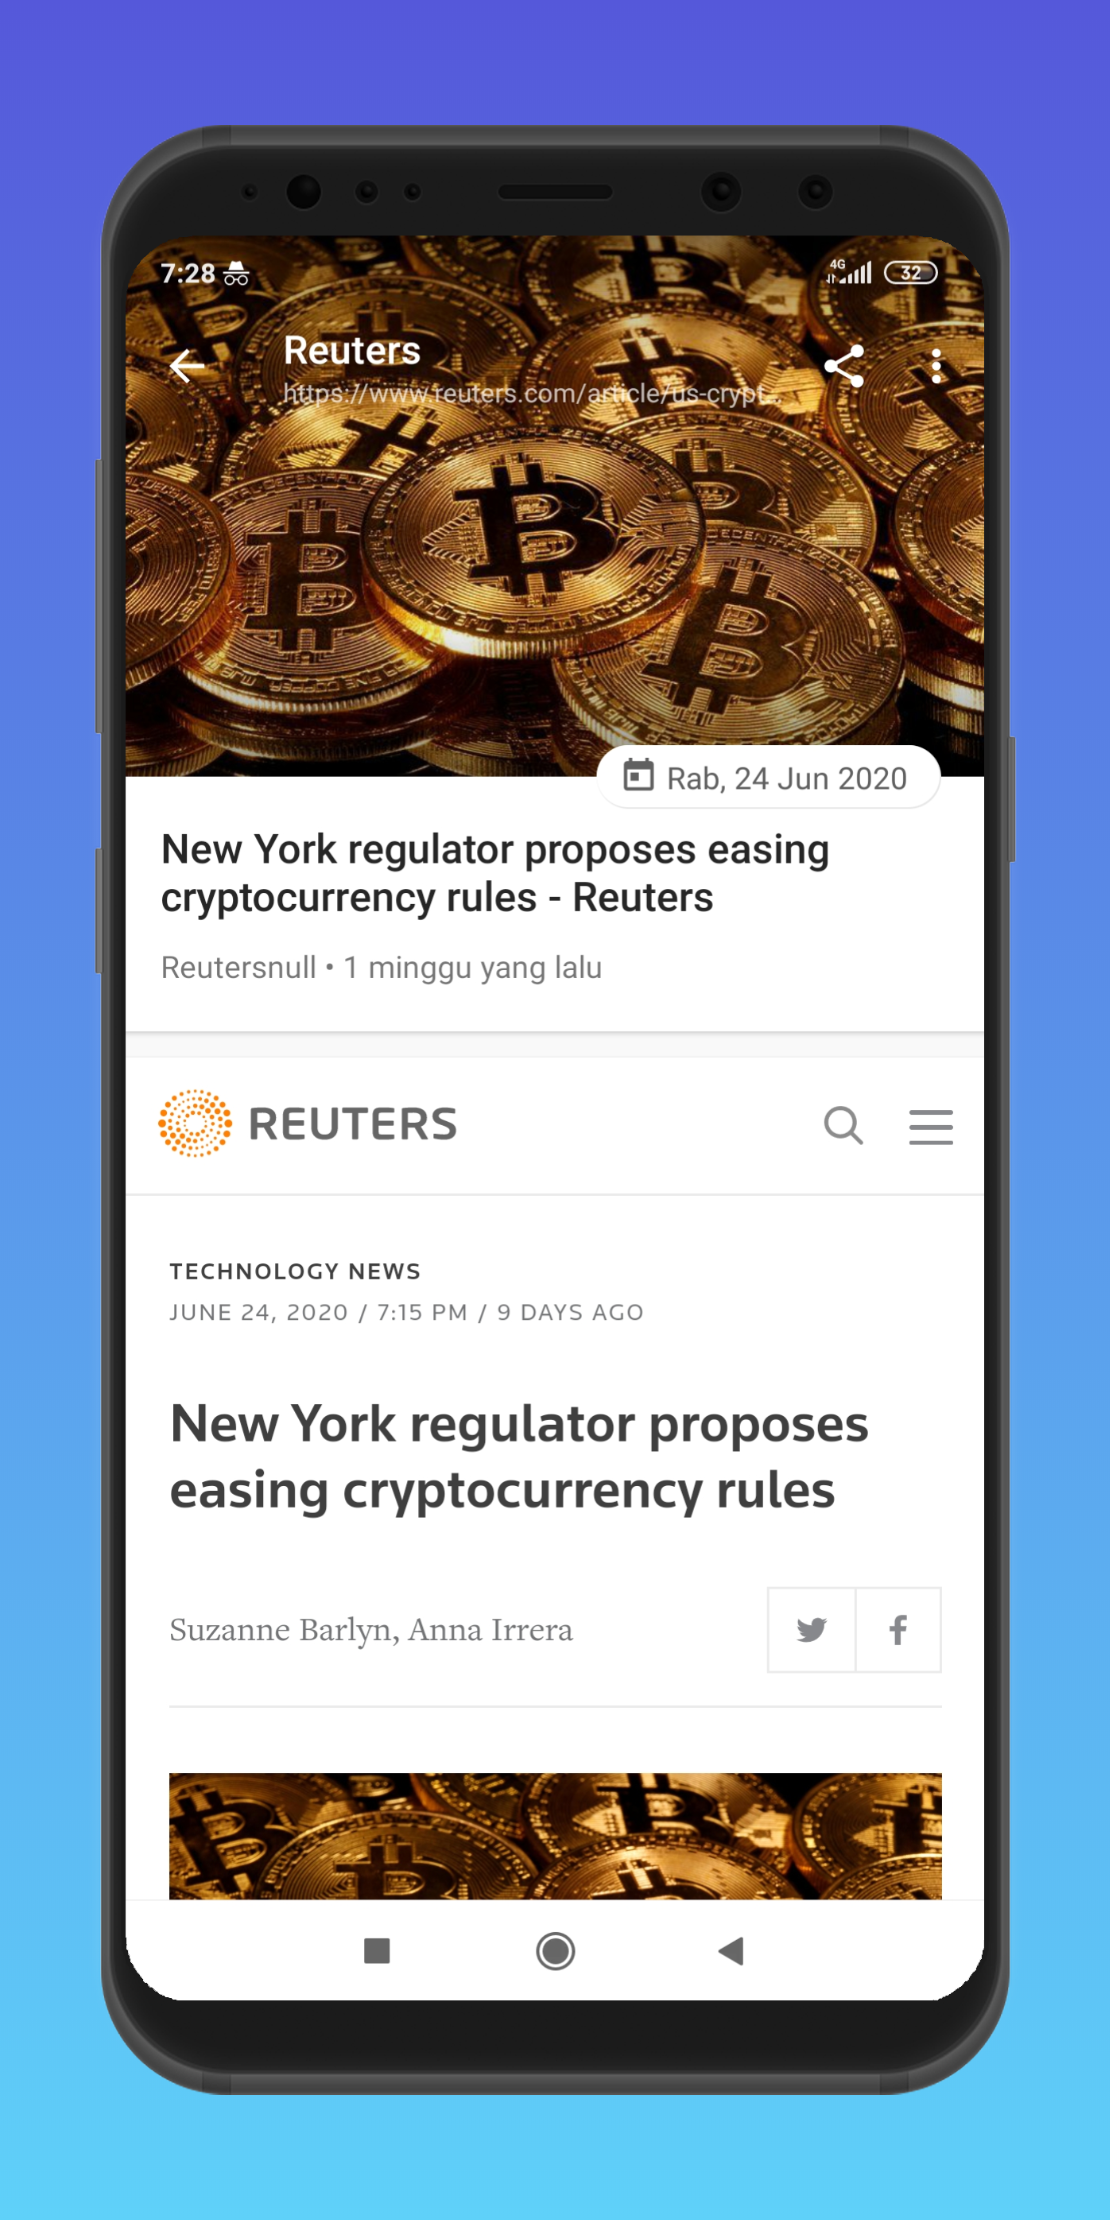 7:28
4G
32
Reuters
https://www.reuters.com/article/us-crypt...
Rab, 24 Jun 2020
New York regulator proposes easing
cryptocurrency rules - Reuters
Reutersnull • 1 minggu yang lalu
REUTERS
TECHNOLOGY NEWS
JUNE 24, 2020 / 7:15 PM / 9 DAYS AGO
New York regulator proposes
easing cryptocurrency rules
Suzanne Barlyn, Anna Irrera